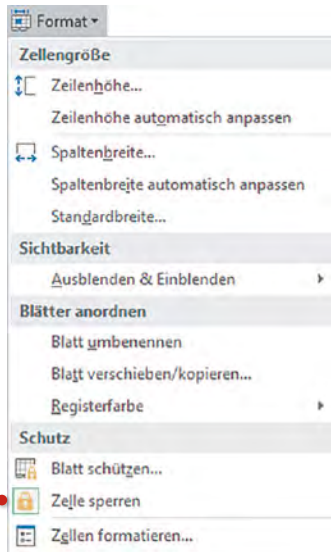 Format
Zellengröße
Zeilenhöhe...
Zeilenhöhe automatisch anpassen
Spaltenbreite...
Spaltenbreite automatisch anpassen
Standardbreite...
Sichtbarkeit
Ausblenden & Einblenden
Blätter anordnen
Blatt umbenennen
Blatt verschieben/kopieren...
Registerfarbe
Schutz
Blatt schützen...
Zelle sperren
Zellen formatieren...